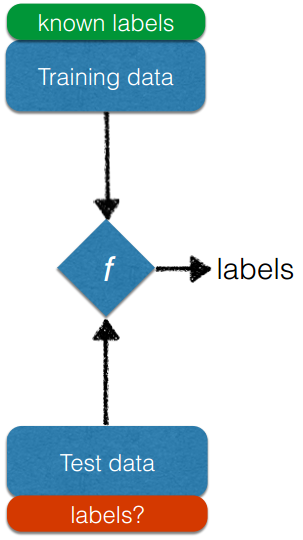 known labels
Training data
f
labels
Test data
labels?